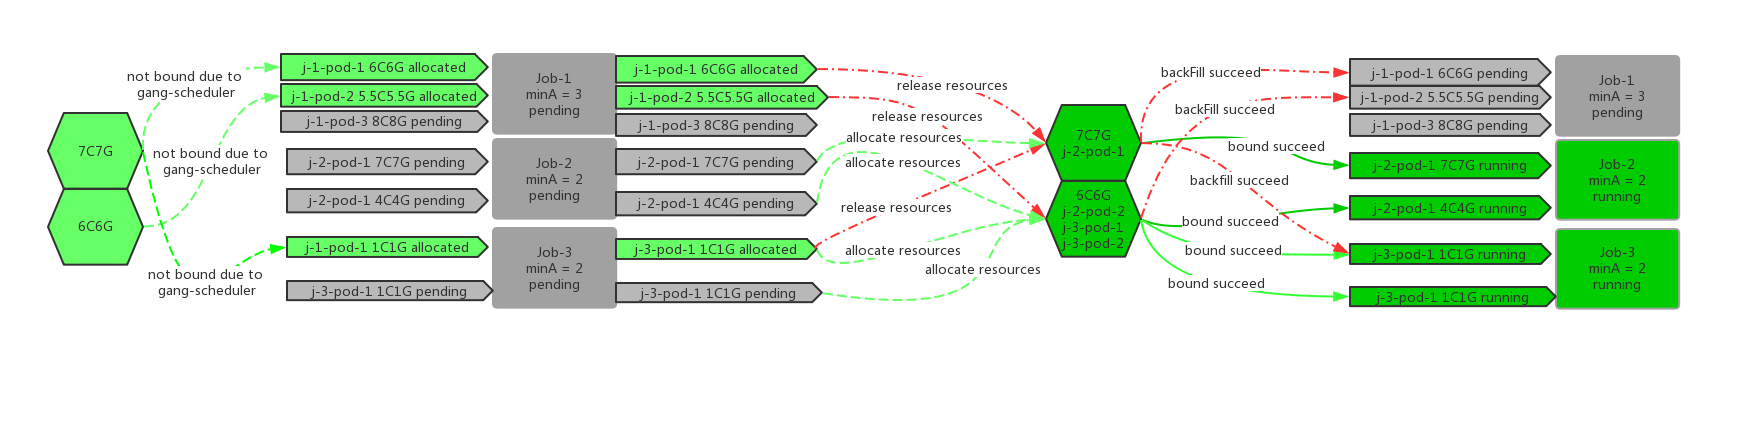 7C7G
6C6G
not bound due to
gang-scheduler
not bound due to
gang-scheduler
not bound due to
gang-scheduler
j-1-pod-1 6C6G allocated
j-1-pod-2 5.5C5.5G allocated
j-1-pod-3 8C8G pending
j-2-pod-1 7C7G pending
j-2-pod-1 4C4G pending
j-1-pod-1 1C1G allocated
j-3-pod-1 1C1G pending
Job-1
minA = 3
pending
Job-2
minA = 2
pending
Job-3
minA = 2
pending
j-1-pod-1 6C6G allocated
j-1-pod-2 5.5C5.5G allocated
j-1-pod-3 8C8G pending
j-2-pod-1 7C7G pending
j-2-pod-1 4C4G pending
j-3-pod-1 1C1G allocated
j-3-pod-1 1C1G pending
release resources
release resources
allocate resources
allocate resources
release resources
allocate resources
allocate resources
7C7G
j-2-pod-1
6C6G
j-2-pod-2
j-3-pod-1
j-3-pod-2
backFill succeed
backFill succeed
bound succeed
backfill succeed
bound succeed
bound succeed
bound succeed
j-1-pod-1 6C6G pending
j-1-pod-2 5.5C5.5G pending
j-1-pod-3 8C8G pending
j-2-pod-1 7C7G running
j-2-pod-1 4C4G running
j-3-pod-1 1C1G running
j-3-pod-1 1C1G running
Job-1
minA = 3
pending
Job-2
minA = 2
running
Job-3
minA = 2
running